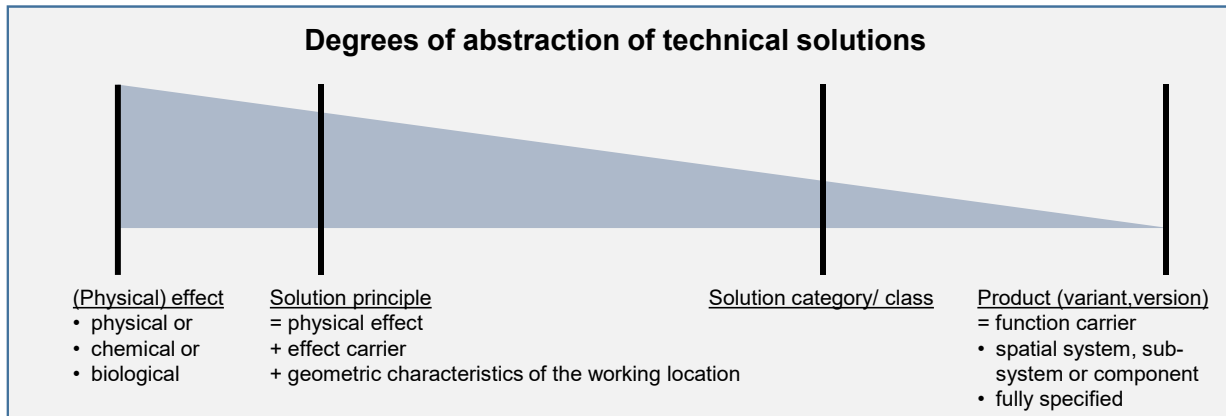 Degrees of abstraction of technical solutions
(Physical) effect
• physical or
• chemical or
• biological
Solution principle
= physical effect
+ effect carrier
+ geometric characteristics of the working location
Solution category/ class
Product (variant,version)
= function carrier
• spatial system, sub-
system or component
• fully specified